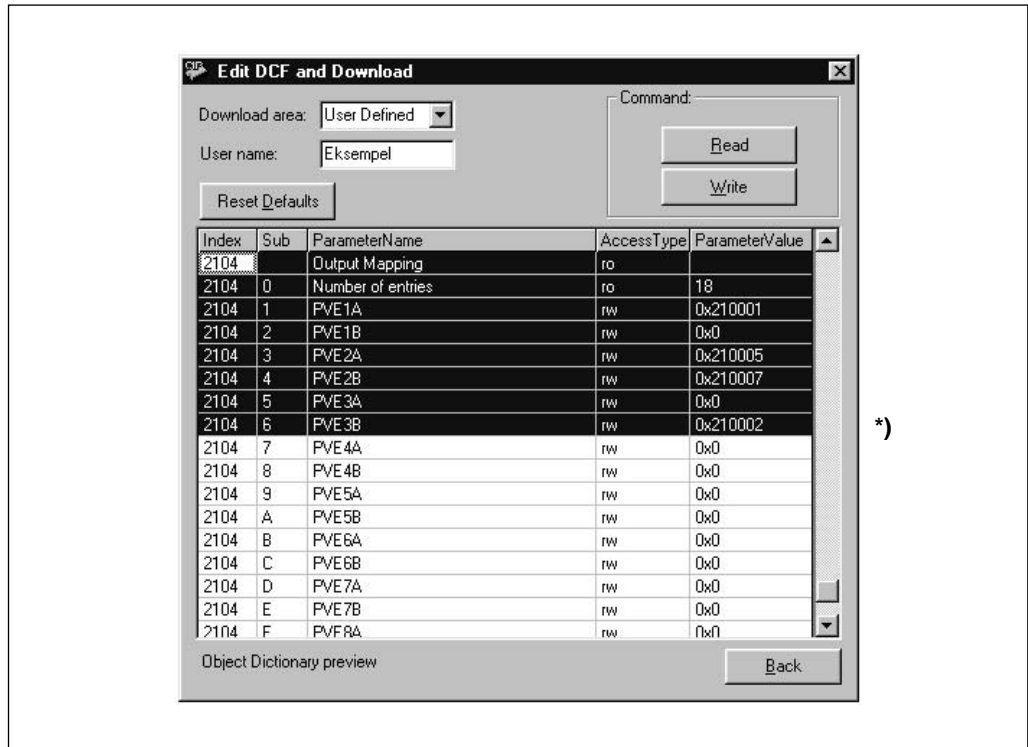 Edit DCF and Download
Download area: User Defined
Command:
User name: Eksempel
Read
Write
Reset Defaults
Index Sub ParameterName AccessType ParameterValue
2104 Output Mapping ro
2104 0 Number of entries ro 18
2104 1 PVE1A rw 0x210001
2104 2 PVE1B rw 0x0
2104 3 PVE2A rw 0x210005
2104 4 PVE2B rw 0x210007
2104 5 PVE3A rw 0x0
2104 6 PVE3B rw 0x210002
*)
2104 7 PVE4A rw 0x0
2104 8 PVE4B rw 0x0
2104 9 PVE5A rw 0x0
2104 A PVE5B rw 0x0
2104 B PVE6A rw 0x0
2104 C PVE6B rw 0x0
2104 D PVE7A rw 0x0
2104 E PVE7B rw 0x0
2104 F PVE8A rw 0x0
Object Dictionary preview
Back